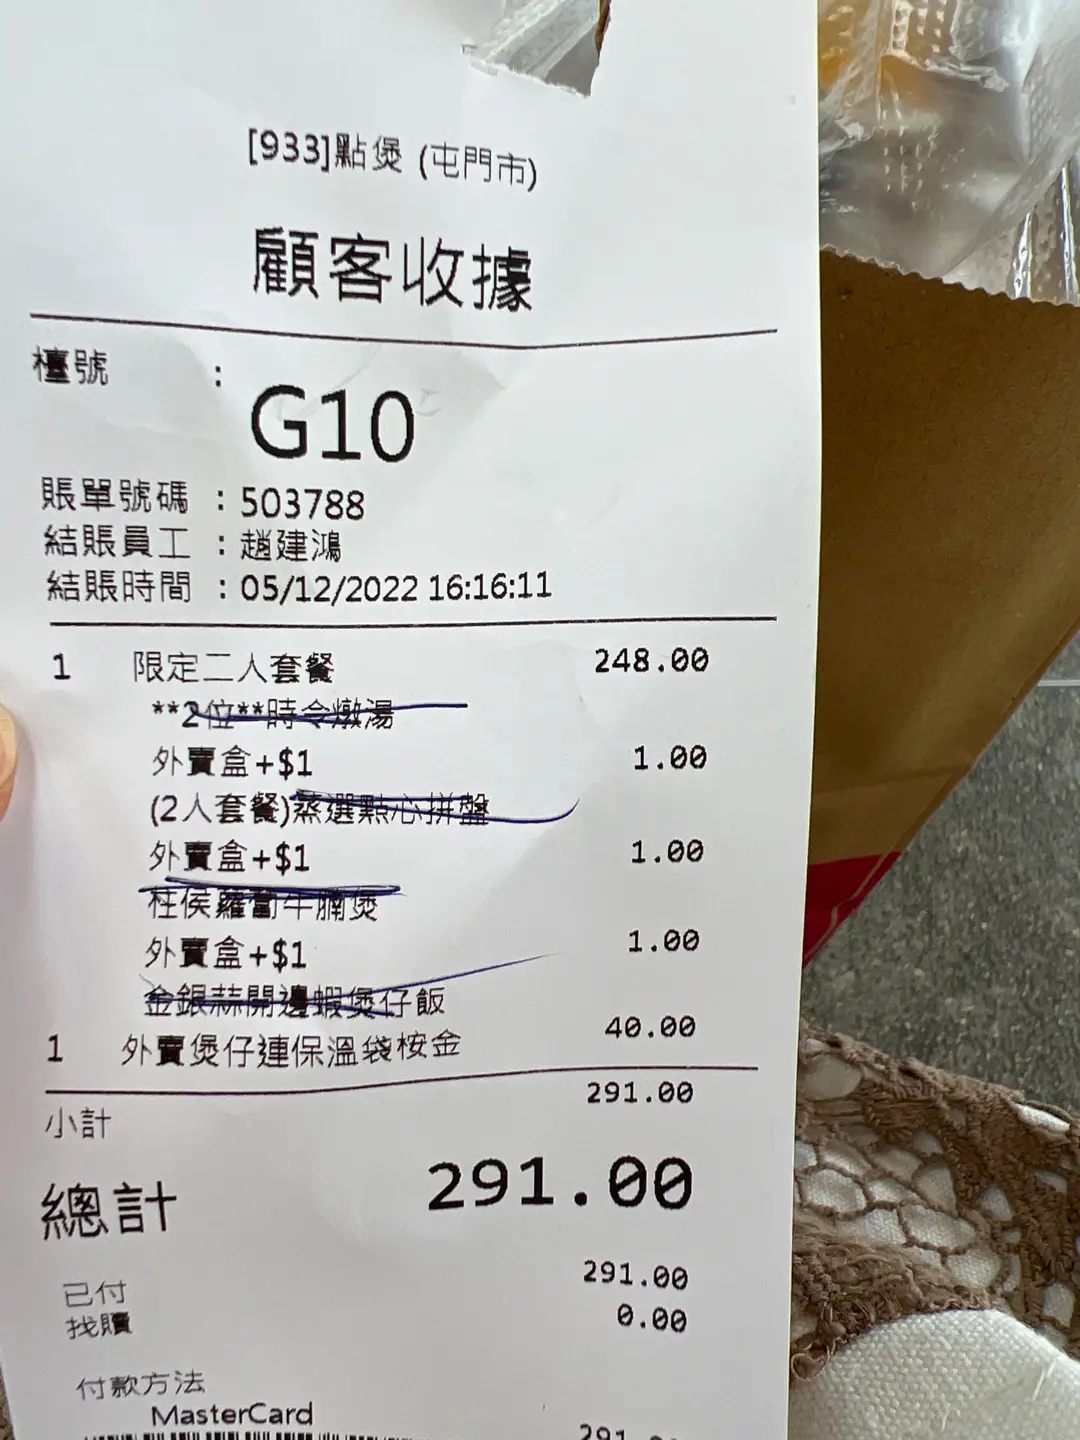 [933]點煲 (屯門市)
顧客收據
檯號 : G10
賬單號碼 : 503788
結賬員工 : 趙建鴻
結賬時間 : 05/12/2022 16:16:11
1 限定二人套餐 248.00
**2位**時令燉湯
外賣盒+$1 1.00
(2人套餐)蒸選點心拼盤
外賣盒+$1 1.00
柱侯蘿蔔牛腩煲
外賣盒+$1 1.00
金銀蒜開邊蝦煲仔飯
1 外賣煲仔連保溫袋桉金 40.00
小計 291.00
總計 291.00
已付 291.00
找贖 0.00
付款方法
MasterCard 291